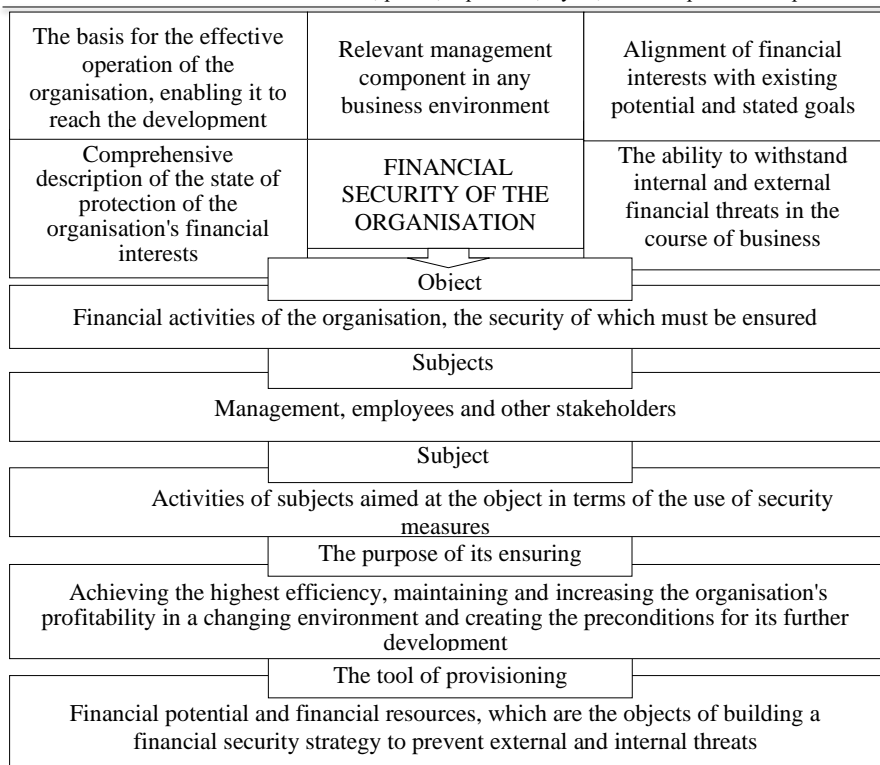 The basis for the effective
operation of the
organisation, enabling it to
reach the development
Relevant management
component in any
business environment
Alignment of financial
interests with existing
potential and stated goals
Comprehensive
description of the state of
protection of the
organisation's financial
interests
FINANCIAL
SECURITY OF THE
ORGANISATION
The ability to withstand
internal and external
financial threats in the
course of business
Object
Financial activities of the organisation, the security of which must be ensured
Subjects
Management, employees and other stakeholders
Subject
Activities of subjects aimed at the object in terms of the use of security
measures
The purpose of its ensuring
Achieving the highest efficiency, maintaining and increasing the organisation's
profitability in a changing environment and creating the preconditions for its further
development
The tool of provisioning
Financial potential and financial resources, which are the objects of building a
financial security strategy to prevent external and internal threats